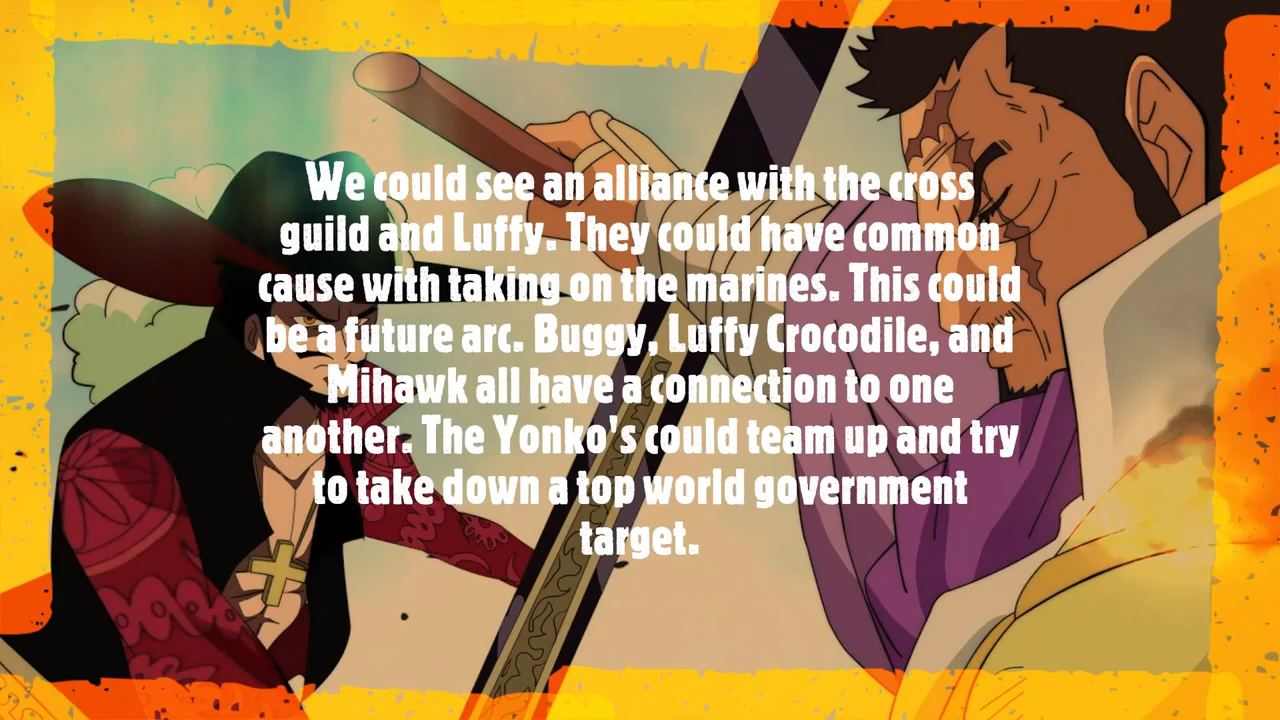 We could see an alliance with the cross
guild and Luffy. They could have common
cause with taking on the marines. This could
be a future arc. Buggy, Luffy Crocodile, and
Mihawk all have a connection to one
another. The Yonko's could team up and try
to take down a top world government
target.